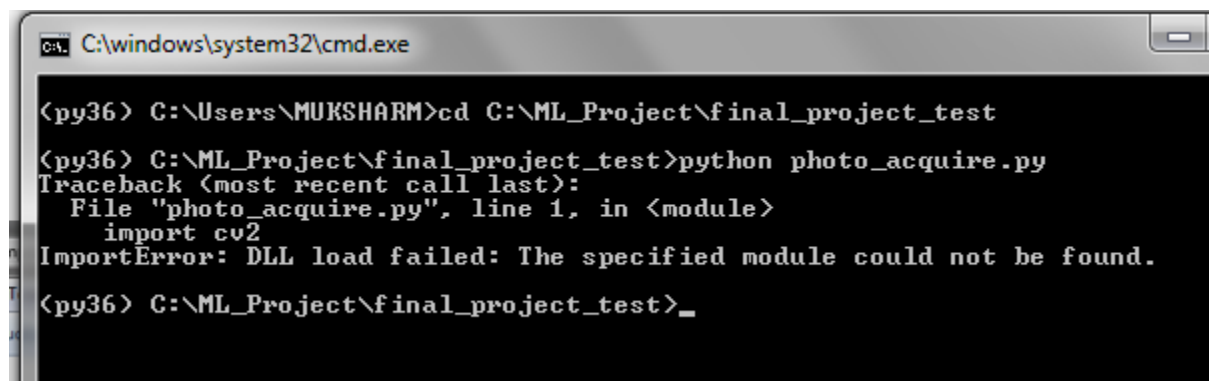 C:\windows\system32\cmd.exe
(py36) C:\Users\MUKSHARM>cd C:\ML_Project\final_project_test
(py36) C:\ML_Project\final_project_test>python photo_acquire.py
Traceback (most recent call last):
  File "photo_acquire.py", line 1, in <module>
    import cv2
ImportError: DLL load failed: The specified module could not be found.
(py36) C:\ML_Project\final_project_test>_